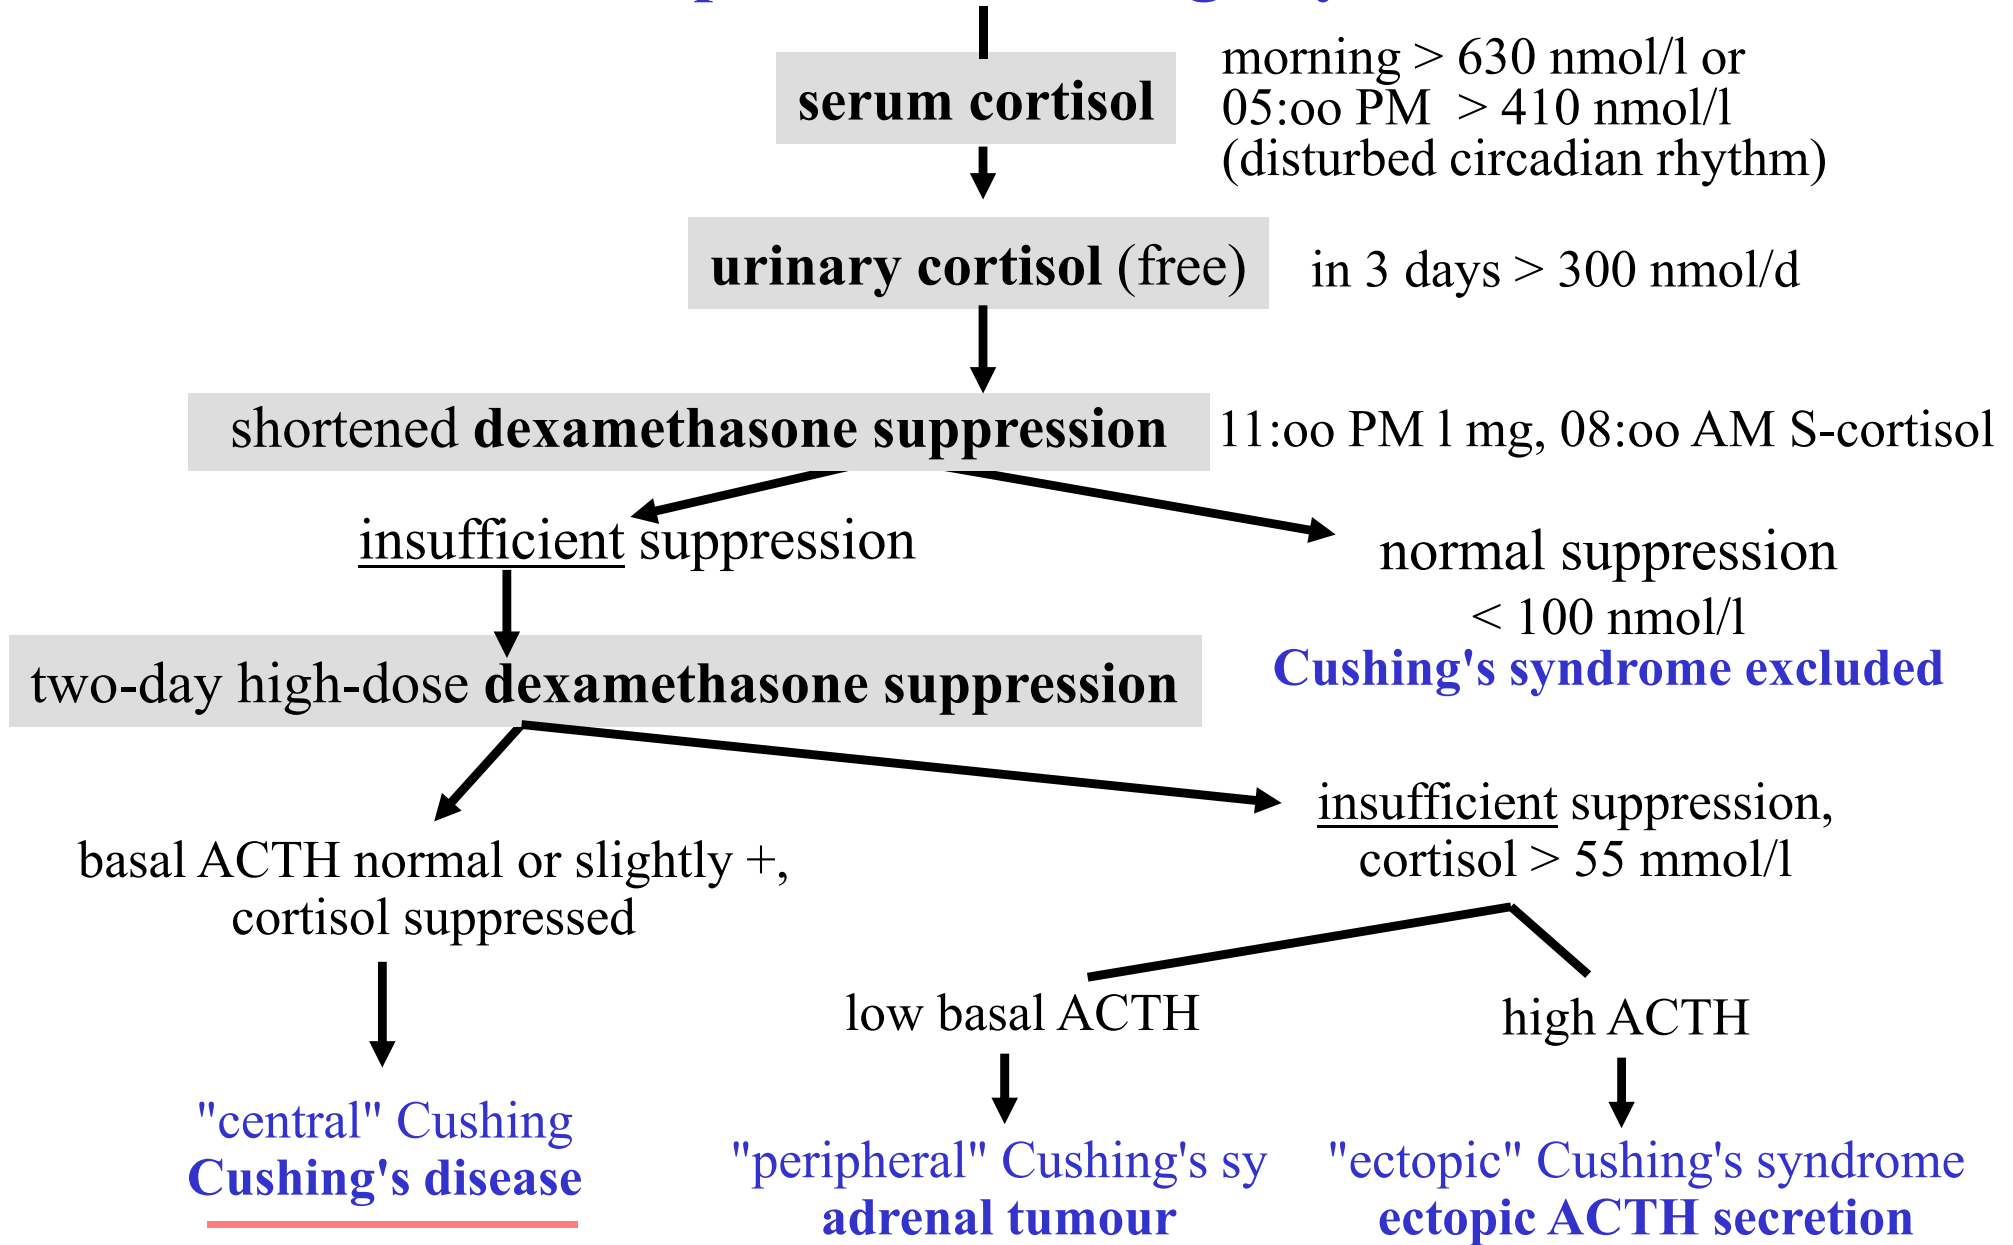 serum cortisol
morning > 630 nmol/l or
05:oo PM > 410 nmol/l
(disturbed circadian rhythm)
urinary cortisol (free)
in 3 days > 300 nmol/d
shortened dexamethasone suppression
11:oo PM l mg, 08:oo AM S-cortisol
insufficient suppression
normal suppression
< 100 nmol/l
Cushing's syndrome excluded
two-day high-dose dexamethasone suppression
insufficient suppression,
cortisol > 55 mmol/l
basal ACTH normal or slightly +,
cortisol suppressed
low basal ACTH
high ACTH
"central" Cushing
Cushing's disease
"peripheral" Cushing's sy
adrenal tumour
"ectopic" Cushing's syndrome
ectopic ACTH secretion